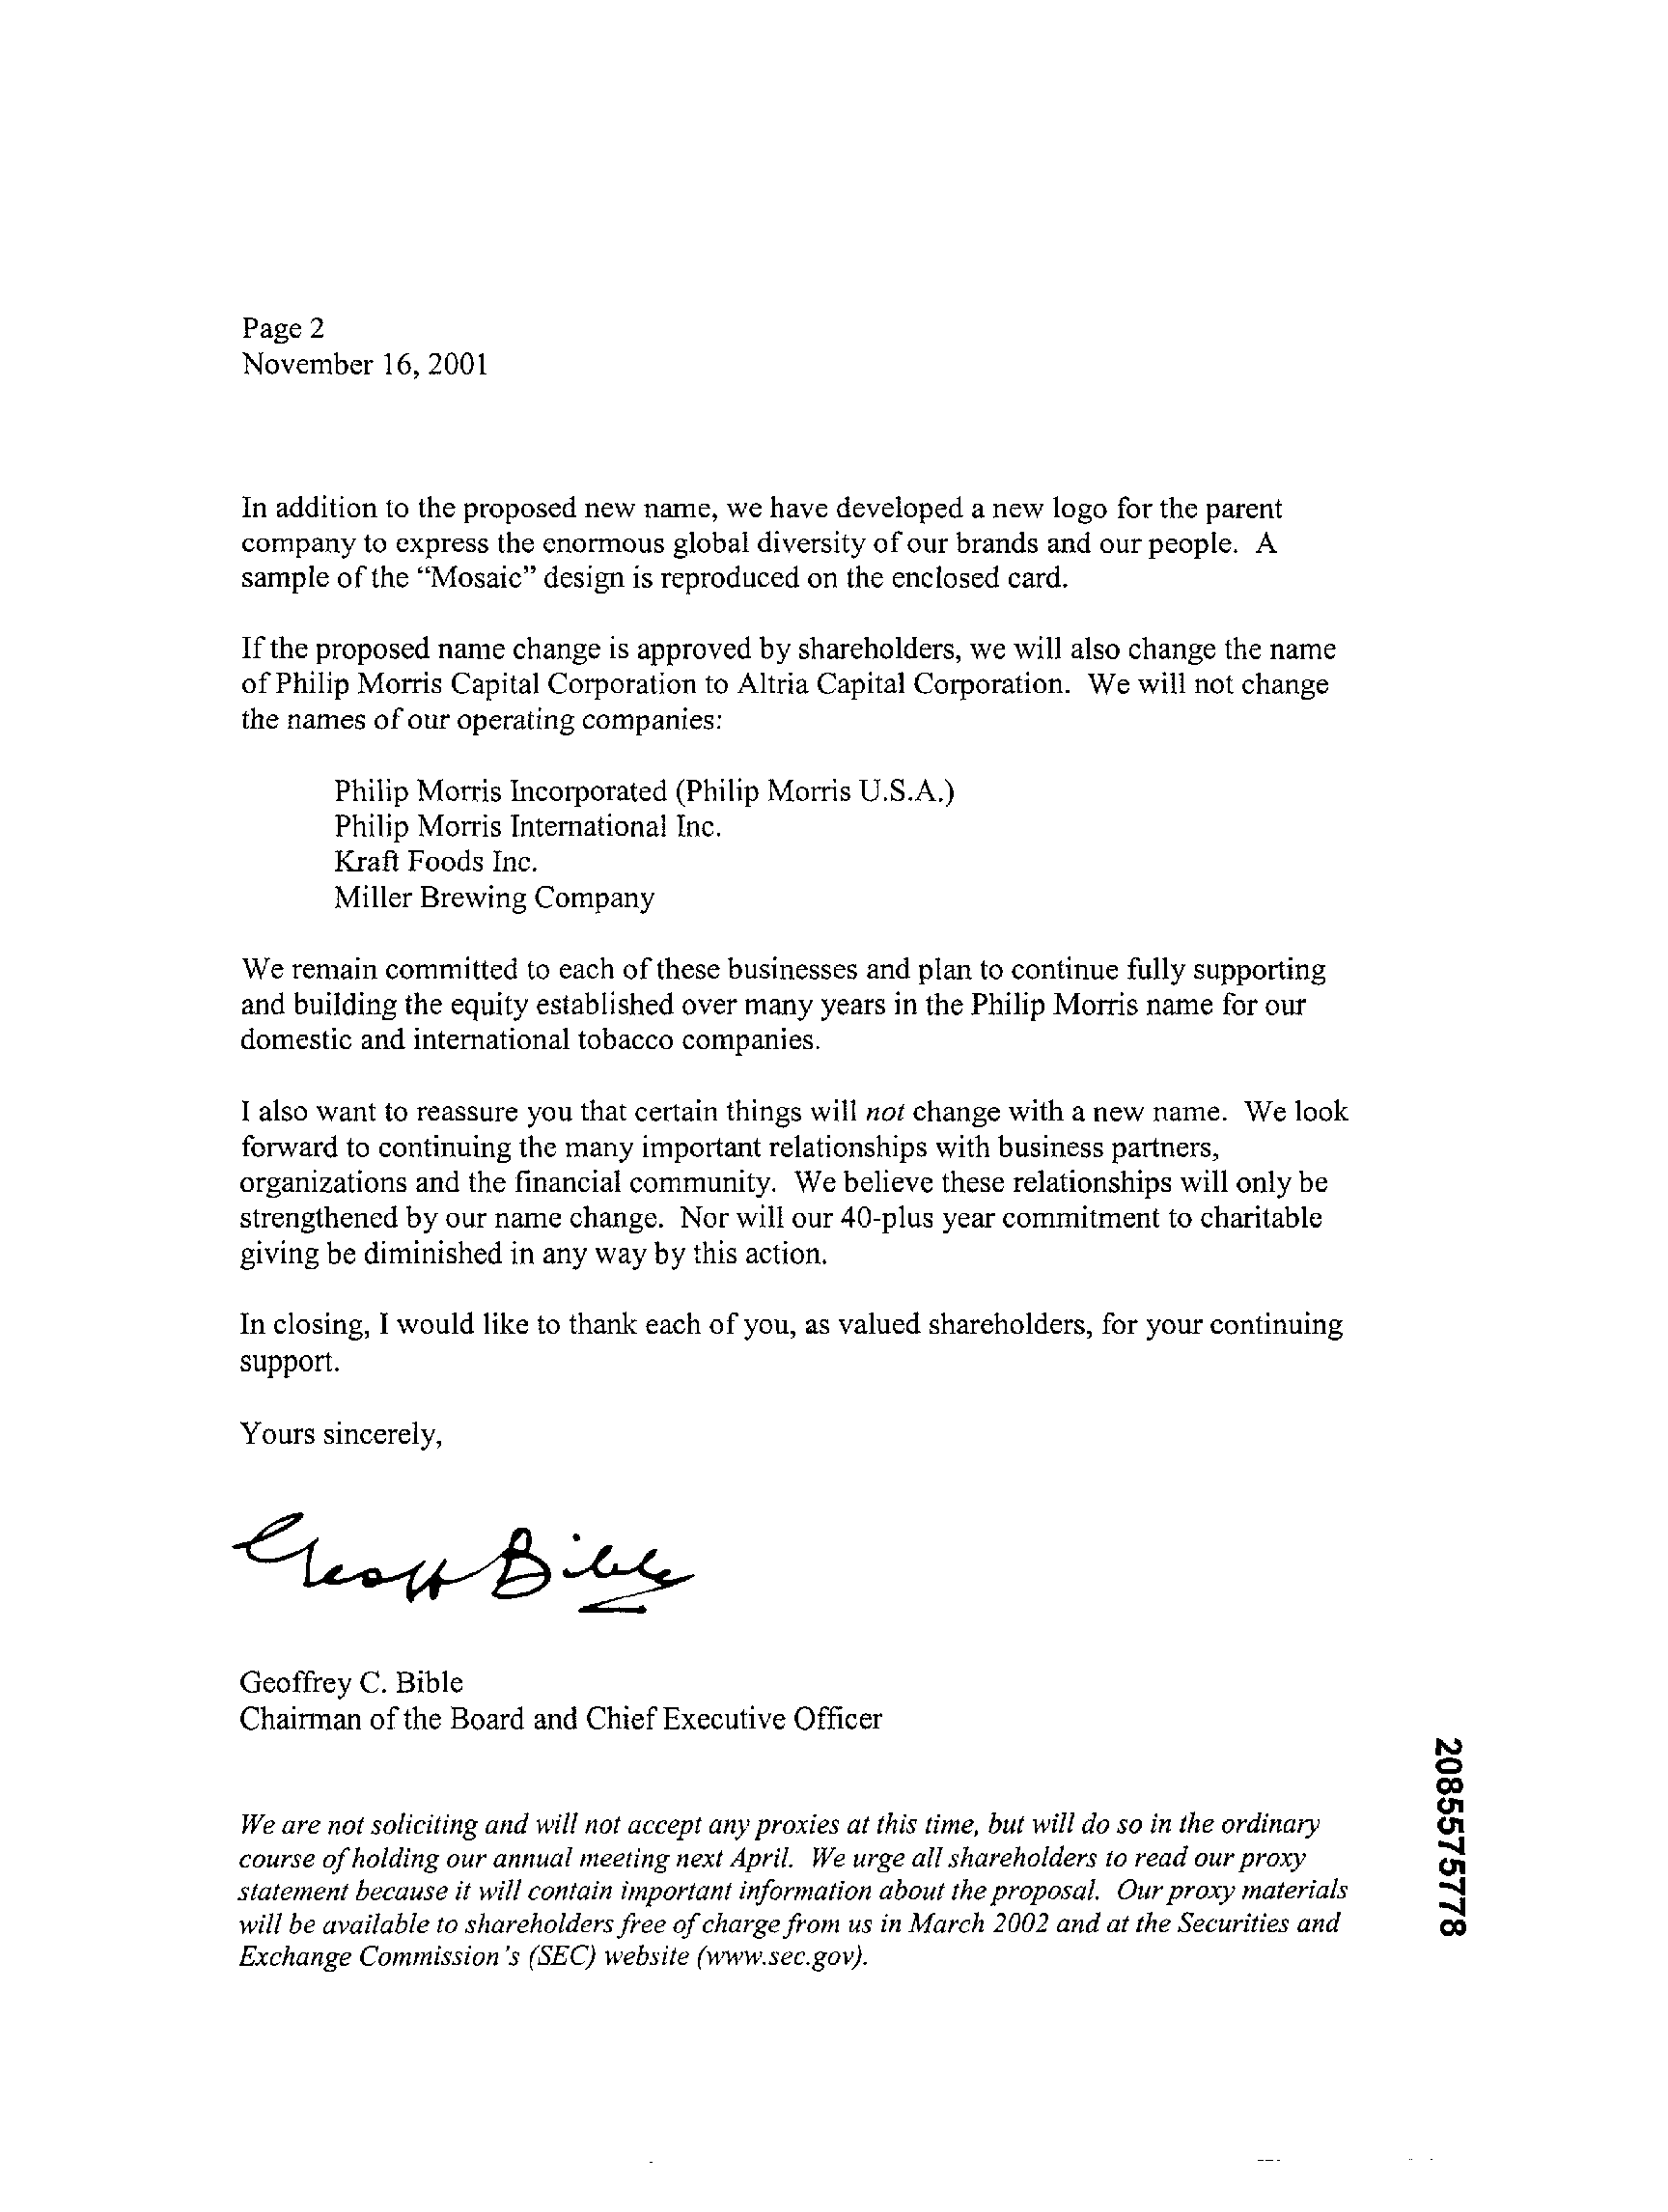 Page 2
November 16, 2001
In addition to the proposed new name, we have developed a new logo for the parent
company to express the enormous global diversity of our brands and our people. A
sample of the “Mosaic” design is reproduced on the enclosed card.
If the proposed name change is approved by shareholders, we will also change the name
of Philip Morris Capital Corporation to Altria Capital Corporation. We will not change
the names of our operating companies:
Philip Morris Incorporated (Philip Morris U.S.A.)
Philip Morris International Inc.
Kraft Foods Inc.
Miller Brewing Company
We remain committed to each of these businesses and plan to continue fully supporting
and building the equity established over many years in the Philip Morris name for our
domestic and international tobacco companies.
I also want to reassure you that certain things will not change with a new name. We look
forward to continuing the many important relationships with business partners,
organizations and the financial community. We believe these relationships will only be
strengthened by our name change. Nor will our 40-plus year commitment to charitable
giving be diminished in any way by this action.
In closing, I would like to thank each of you, as valued shareholders, for your continuing
support.
Yours sincerely,
Geoff Bible
Geoffrey C. Bible
Chairman of the Board and Chief Executive Officer
We are not soliciting and will not accept any proxies at this time, but will do so in the ordinary
course of holding our annual meeting next April. We urge all shareholders to read our proxy
statement because it will contain important information about the proposal. Our proxy materials
will be available to shareholders free of charge from us in March 2002 and at the Securities and
Exchange Commission's (SEC) website (www.sec.gov).
2085575778